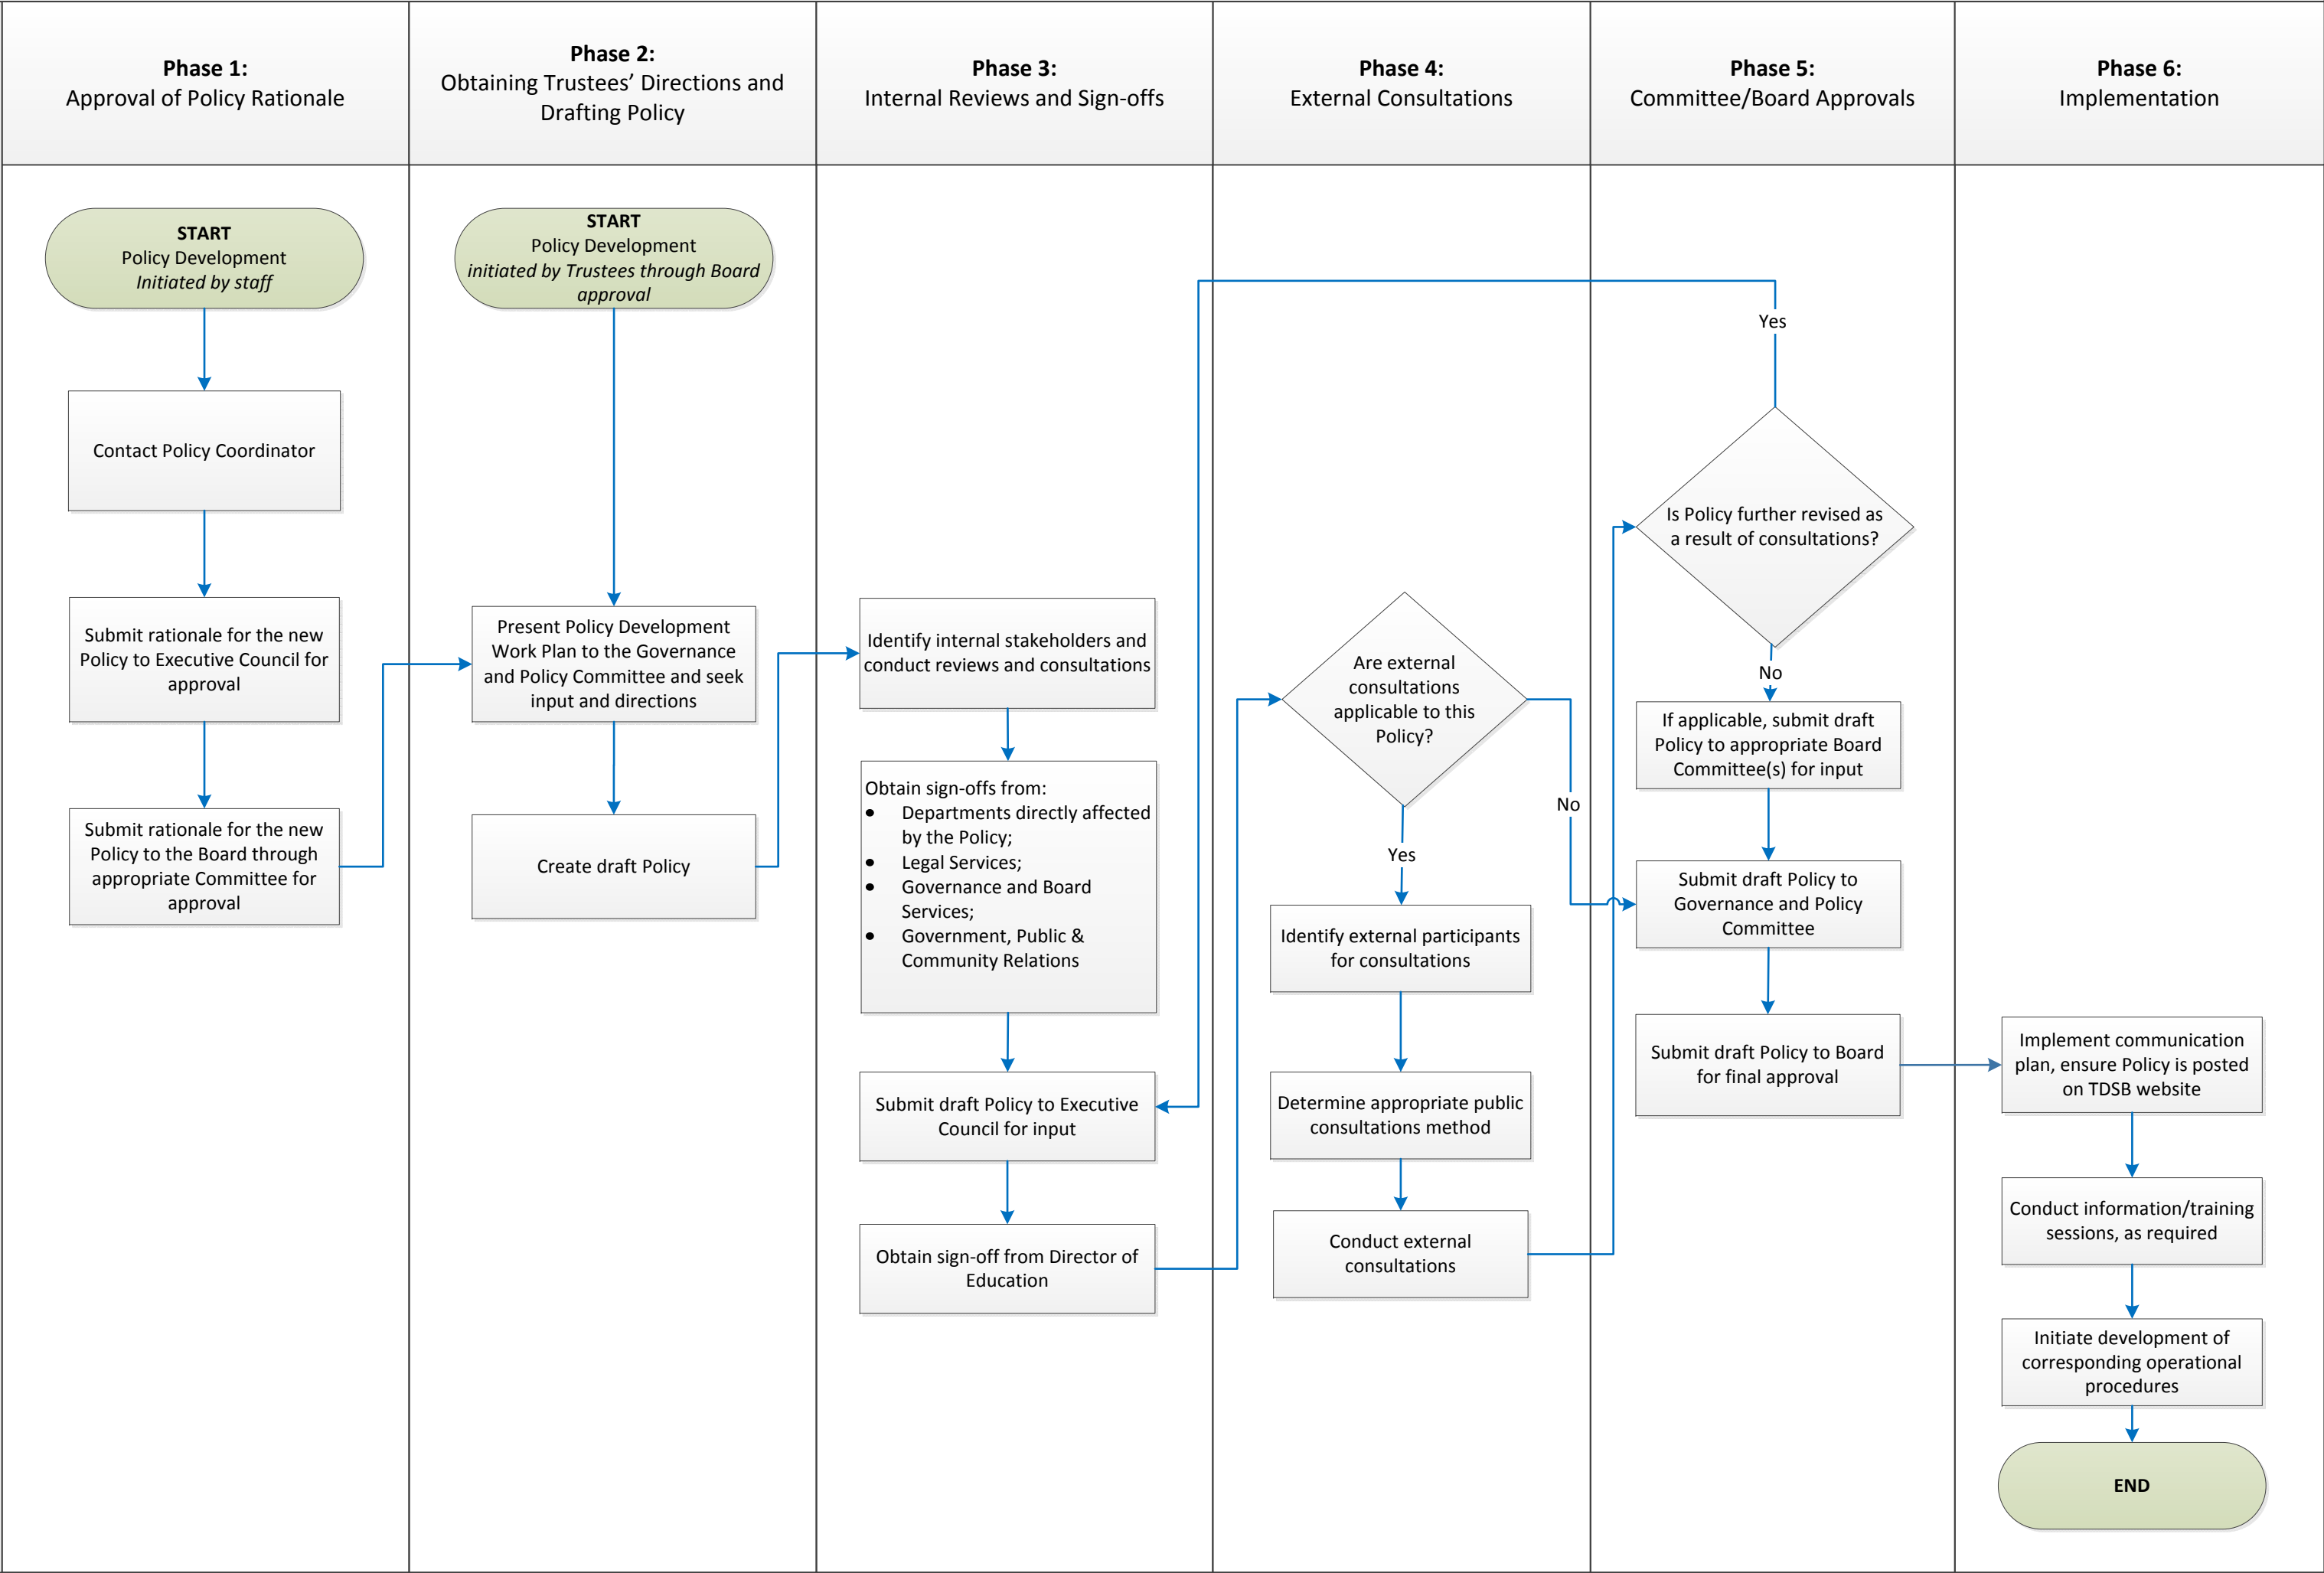 Phase 1:
Approval of Policy Rationale
Phase 2:
Obtaining Trustees’ Directions and
Drafting Policy
Phase 3:
Internal Reviews and Sign-offs
Phase 4:
External Consultations
Phase 5:
Committee/Board Approvals
Phase 6:
Implementation
START
Policy Development
Initiated by staff
Contact Policy Coordinator
Submit rationale for the new
Policy to Executive Council for
approval
Submit rationale for the new
Policy to the Board through
appropriate Committee for
approval
START
Policy Development
initiated by Trustees through Board
approval
Present Policy Development
Work Plan to the Governance
and Policy Committee and seek
input and directions
Create draft Policy
Identify internal stakeholders and
conduct reviews and consultations
Obtain sign-offs from:
• Departments directly affected
by the Policy;
• Legal Services;
• Governance and Board
Services;
• Government, Public &
Community Relations
Submit draft Policy to Executive
Council for input
Obtain sign-off from Director of
Education
Are external
consultations
applicable to this
Policy?
No
Yes
Identify external participants
for consultations
Determine appropriate public
consultations method
Conduct external
consultations
Yes
Is Policy further revised as
a result of consultations?
No
If applicable, submit draft
Policy to appropriate Board
Committee(s) for input
Submit draft Policy to
Governance and Policy
Committee
Submit draft Policy to Board
for final approval
Implement communication
plan, ensure Policy is posted
on TDSB website
Conduct information/training
sessions, as required
Initiate development of
corresponding operational
procedures
END